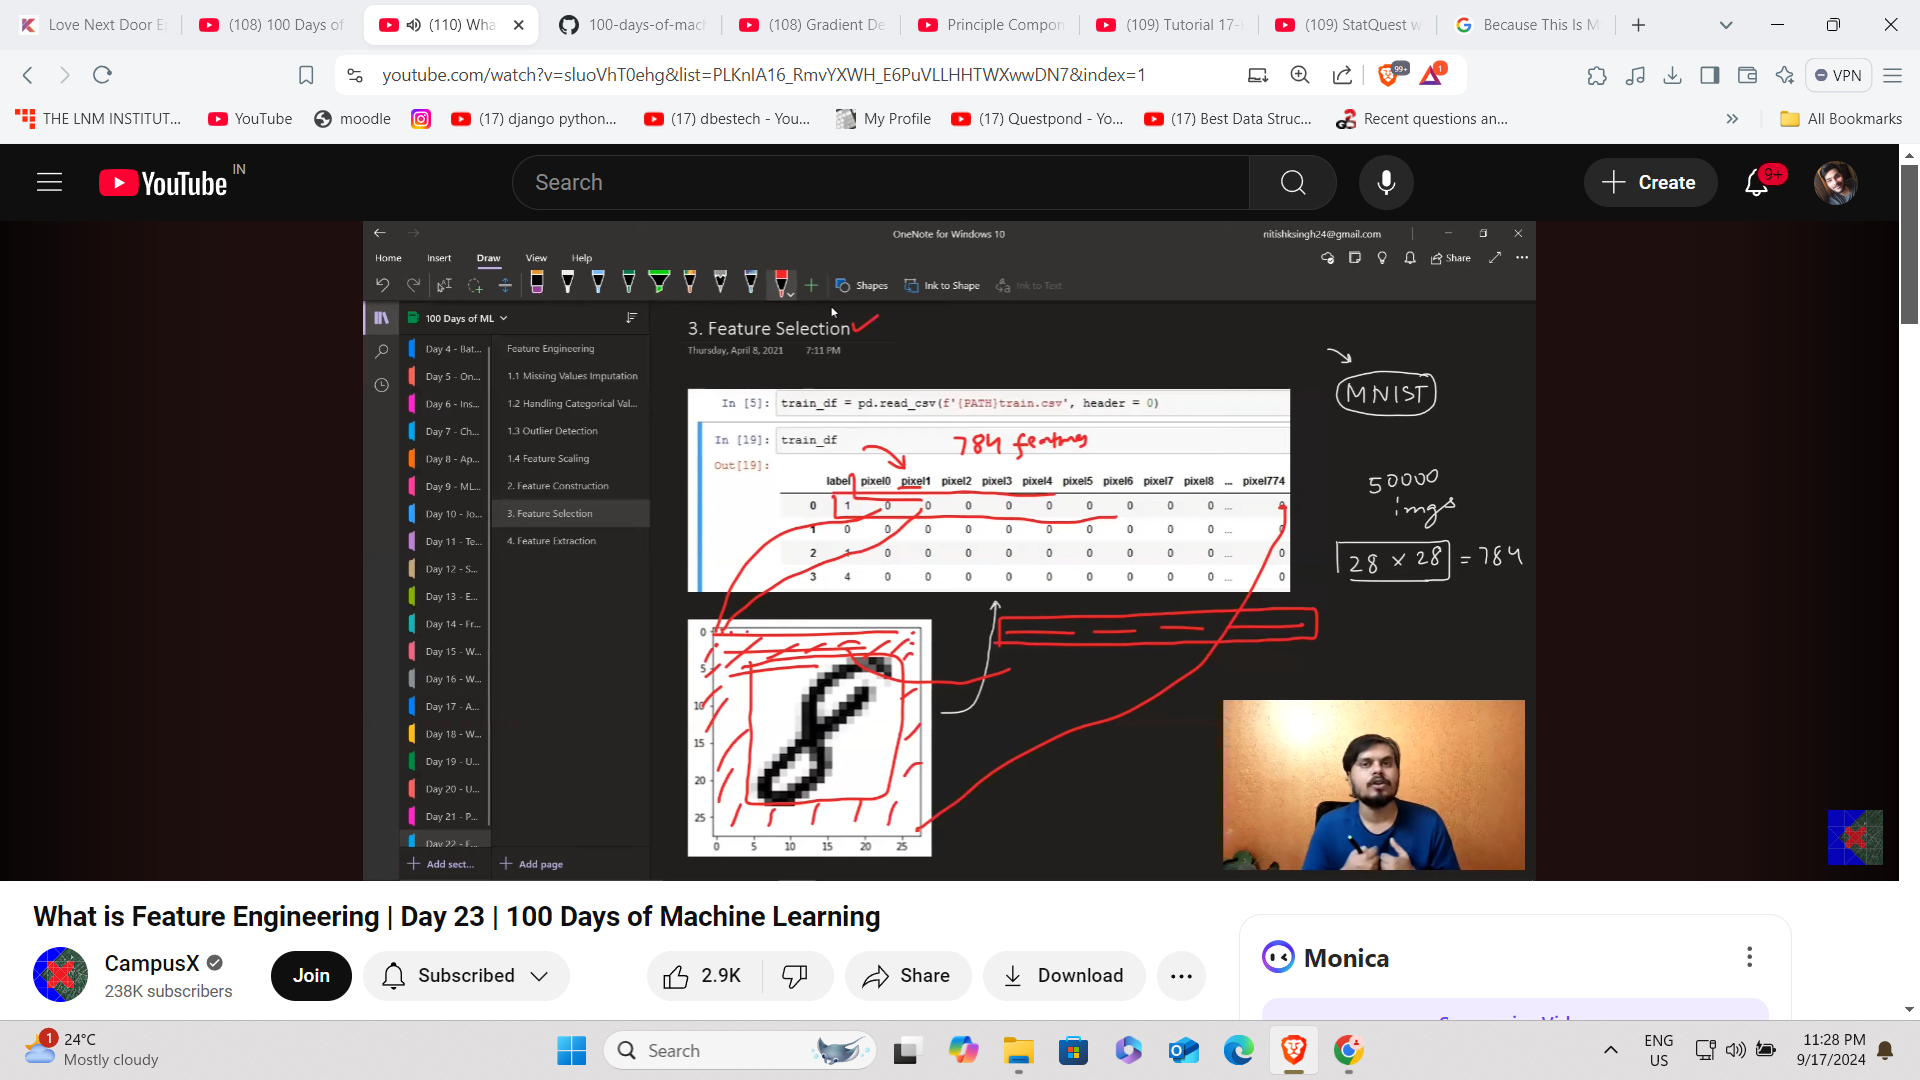 Love Next Door E
(108) 100 Days of
(110) Wha
100-days-of-mach
(108) Gradient De
Principle Compon
(109) Tutorial 17-
(109) StatQuest w
Because This Is M
youtube.com/watch?v=sluoVhT0ehg&list=PLKnIA16_RmvYXWH_E6PuVLLHHTWXwwDN7&index=1
99+
1
VPN
THE LNM INSTITUT...
YouTube
moodle
(17) django python...
(17) dbestech - You...
My Profile
(17) Questpond - Yo...
(17) Best Data Struc...
Recent questions an...
»
All Bookmarks
YouTube IN
Search
Create
9+
OneNote for Windows 10
nitishksingh24@gmail.com
Home Insert Draw View Help
Share
Shapes
Ink to Shape
Ink to Text
100 Days of ML
Day 4 - Bat...
Day 5 - On...
Day 6 - Ins...
Day 7 - Ch...
Day 8 - Ap...
Day 9 - ML...
Day 10 - Jo...
Day 11 - Te...
Day 12 - S...
Day 13 - E...
Day 14 - Fr...
Day 15 - W...
Day 16 - W...
Day 17 - A...
Day 18 - W...
Day 19 - U...
Day 20 - U...
Day 21 - P...
Day 22 - F...
Add sect...
Feature Engineering
1.1 Missing Values Imputation
1.2 Handling Categorical Val...
1.3 Outlier Detection
1.4 Feature Scaling
2. Feature Construction
3. Feature Selection
4. Feature Extraction
Add page
3. Feature Selection
Thursday, April 8, 2021 7:11 PM
In [5]: train_df = pd.read_csv(f'{PATH}train.csv', header = 0)
In [19]: train_df
784 features
Out[19]:
label pixel0 pixel1 pixel2 pixel3 pixel4 pixel5 pixel6 pixel7 pixel8 ... pixel774
0 1 0 0 0 0 0 0 0 0 0 ... 0
1 0 0 0 0 0 0 0 0 0 0 ... 0
2 1 0 0 0 0 0 0 0 0 0 ... 0
3 4 0 0 0 0 0 0 0 0 0 ... 0
MNIST
50000
imgs
28 × 28 = 784
0
5
10
15
20
25
0 5 10 15 20 25
What is Feature Engineering | Day 23 | 100 Days of Machine Learning
CampusX
238K subscribers
Join
Subscribed
2.9K
Share
Download
Monica
1
24°C
Mostly cloudy
Search
ENG
US
11:28 PM
9/17/2024